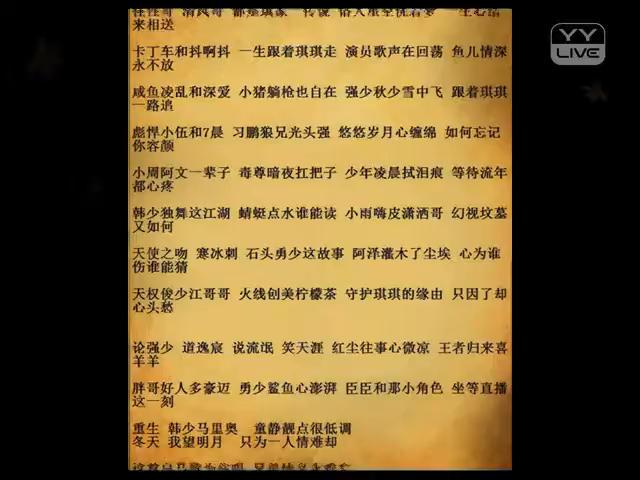 YY
LIVE
来相送
卡丁车和抖啊抖 一生跟着琪琪走 演员歌声在回荡 鱼儿情深
永不放
咸鱼凌乱和深爱 小猪躺枪也自在 强少秋少雪中飞 跟着琪琪
一路追
彪悍小伍和7晨 习鹏狼兄光头强 悠悠岁月心缠绵 如何忘记
你容颜
小周阿文一辈子 毒尊暗夜扛把子 少年凌晨拭泪痕 等待流年
都心疼
韩少独舞这江湖 蜻蜓点水谁能读 小雨嗨皮潇洒哥 幻视坟墓
又如何
天使之吻 寒冰刺 石头勇少这故事 阿泽灌木了尘埃 心为谁
伤谁能猜
天权俊少江哥哥 火线创美柠檬茶 守护琪琪的缘由 只因了却
心头愁
论强少 道逸宸 说流氓 笑天涯 红尘往事心微凉 王者归来喜
羊羊
胖哥好人多豪迈 勇少鲨鱼心澎湃 臣臣和那小角色 坐等直播
这一刻
重生 韩少马里奥 童静靓点很低调
冬天 我望明月 只为一人情难却